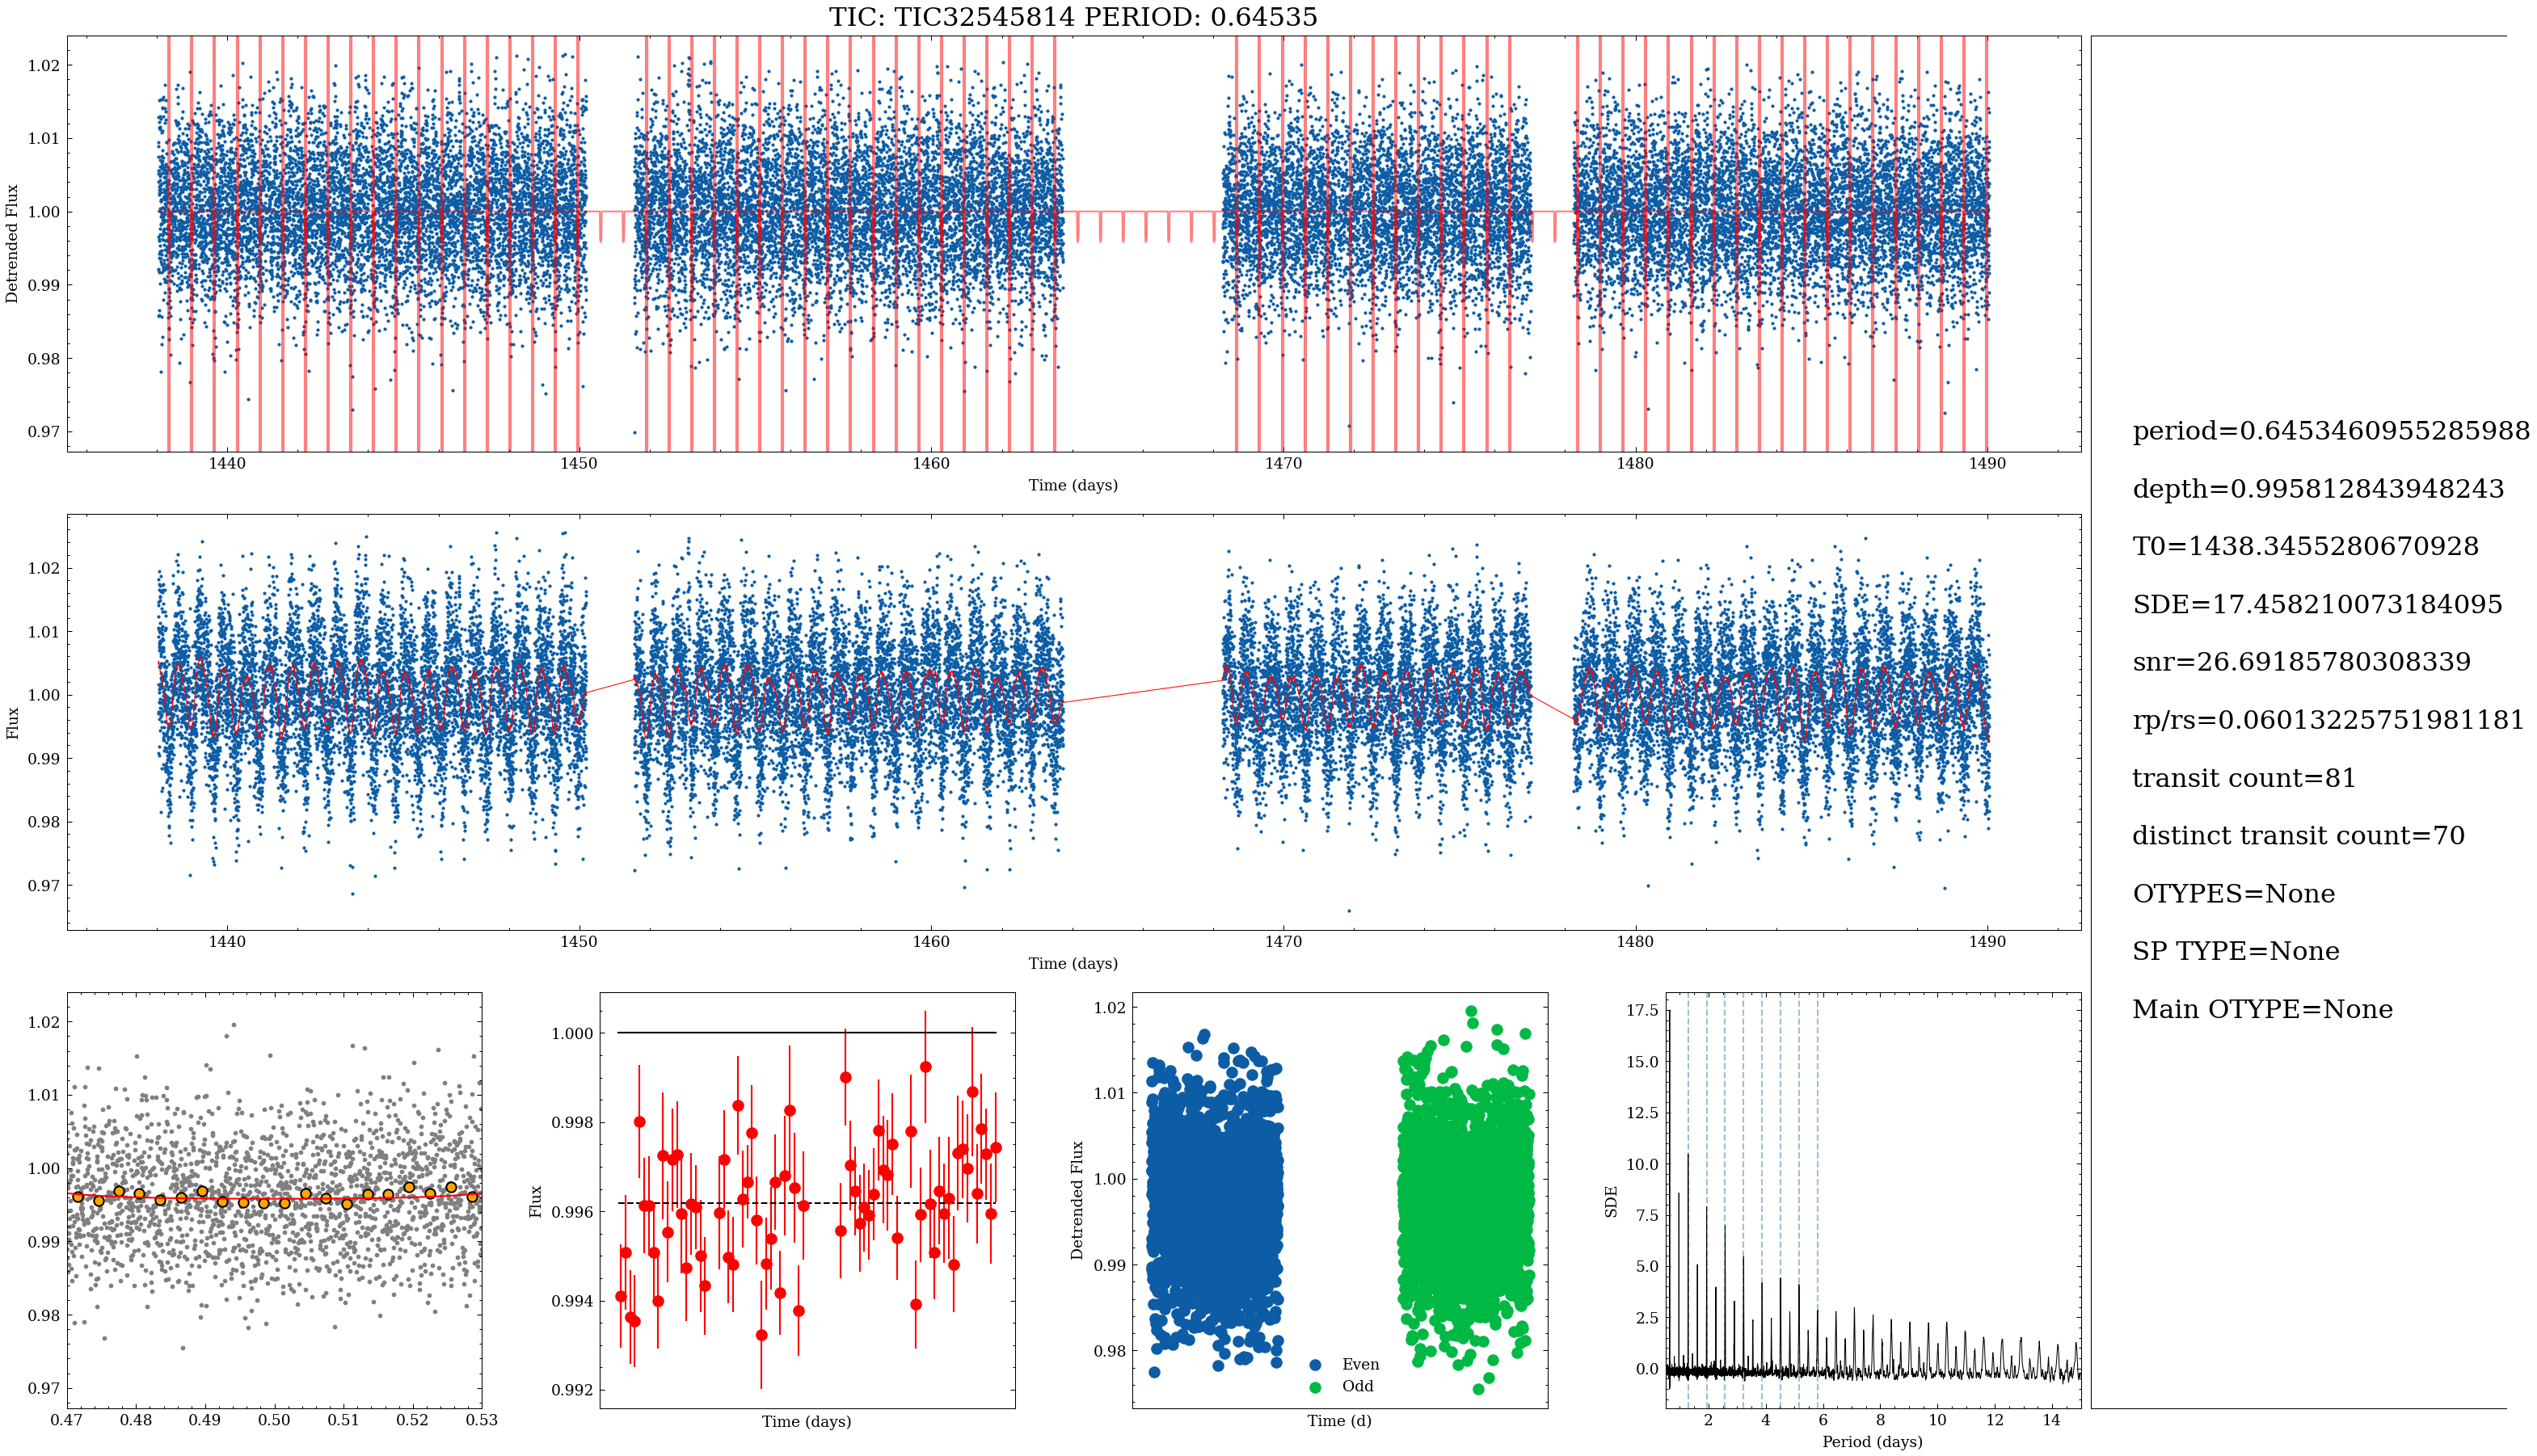 TIC: TIC32545814 PERIOD: 0.64535
Detrended Flux
1.02
1.01
1.00
0.99
0.98
0.97
1440 1450 1460 1470 1480 1490
Time (days)
Flux
1.02
1.01
1.00
0.99
0.98
0.97
1440 1450 1460 1470 1480 1490
Time (days)
1.02
1.01
1.00
0.99
0.98
0.97
0.47 0.48 0.49 0.50 0.51 0.52 0.53
Flux
1.000
0.998
0.996
0.994
0.992
Time (days)
Detrended Flux
1.02
1.01
1.00
0.99
0.98
Even
Odd
Time (d)
SDE
17.5
15.0
12.5
10.0
7.5
5.0
2.5
0.0
2 4 6 8 10 12 14
Period (days)
period=0.6453460955285988
depth=0.995812843948243
T0=1438.3455280670928
SDE=17.458210073184095
snr=26.69185780308339
rp/rs=0.06013225751981181
transit count=81
distinct transit count=70
OTYPES=None
SP TYPE=None
Main OTYPE=None